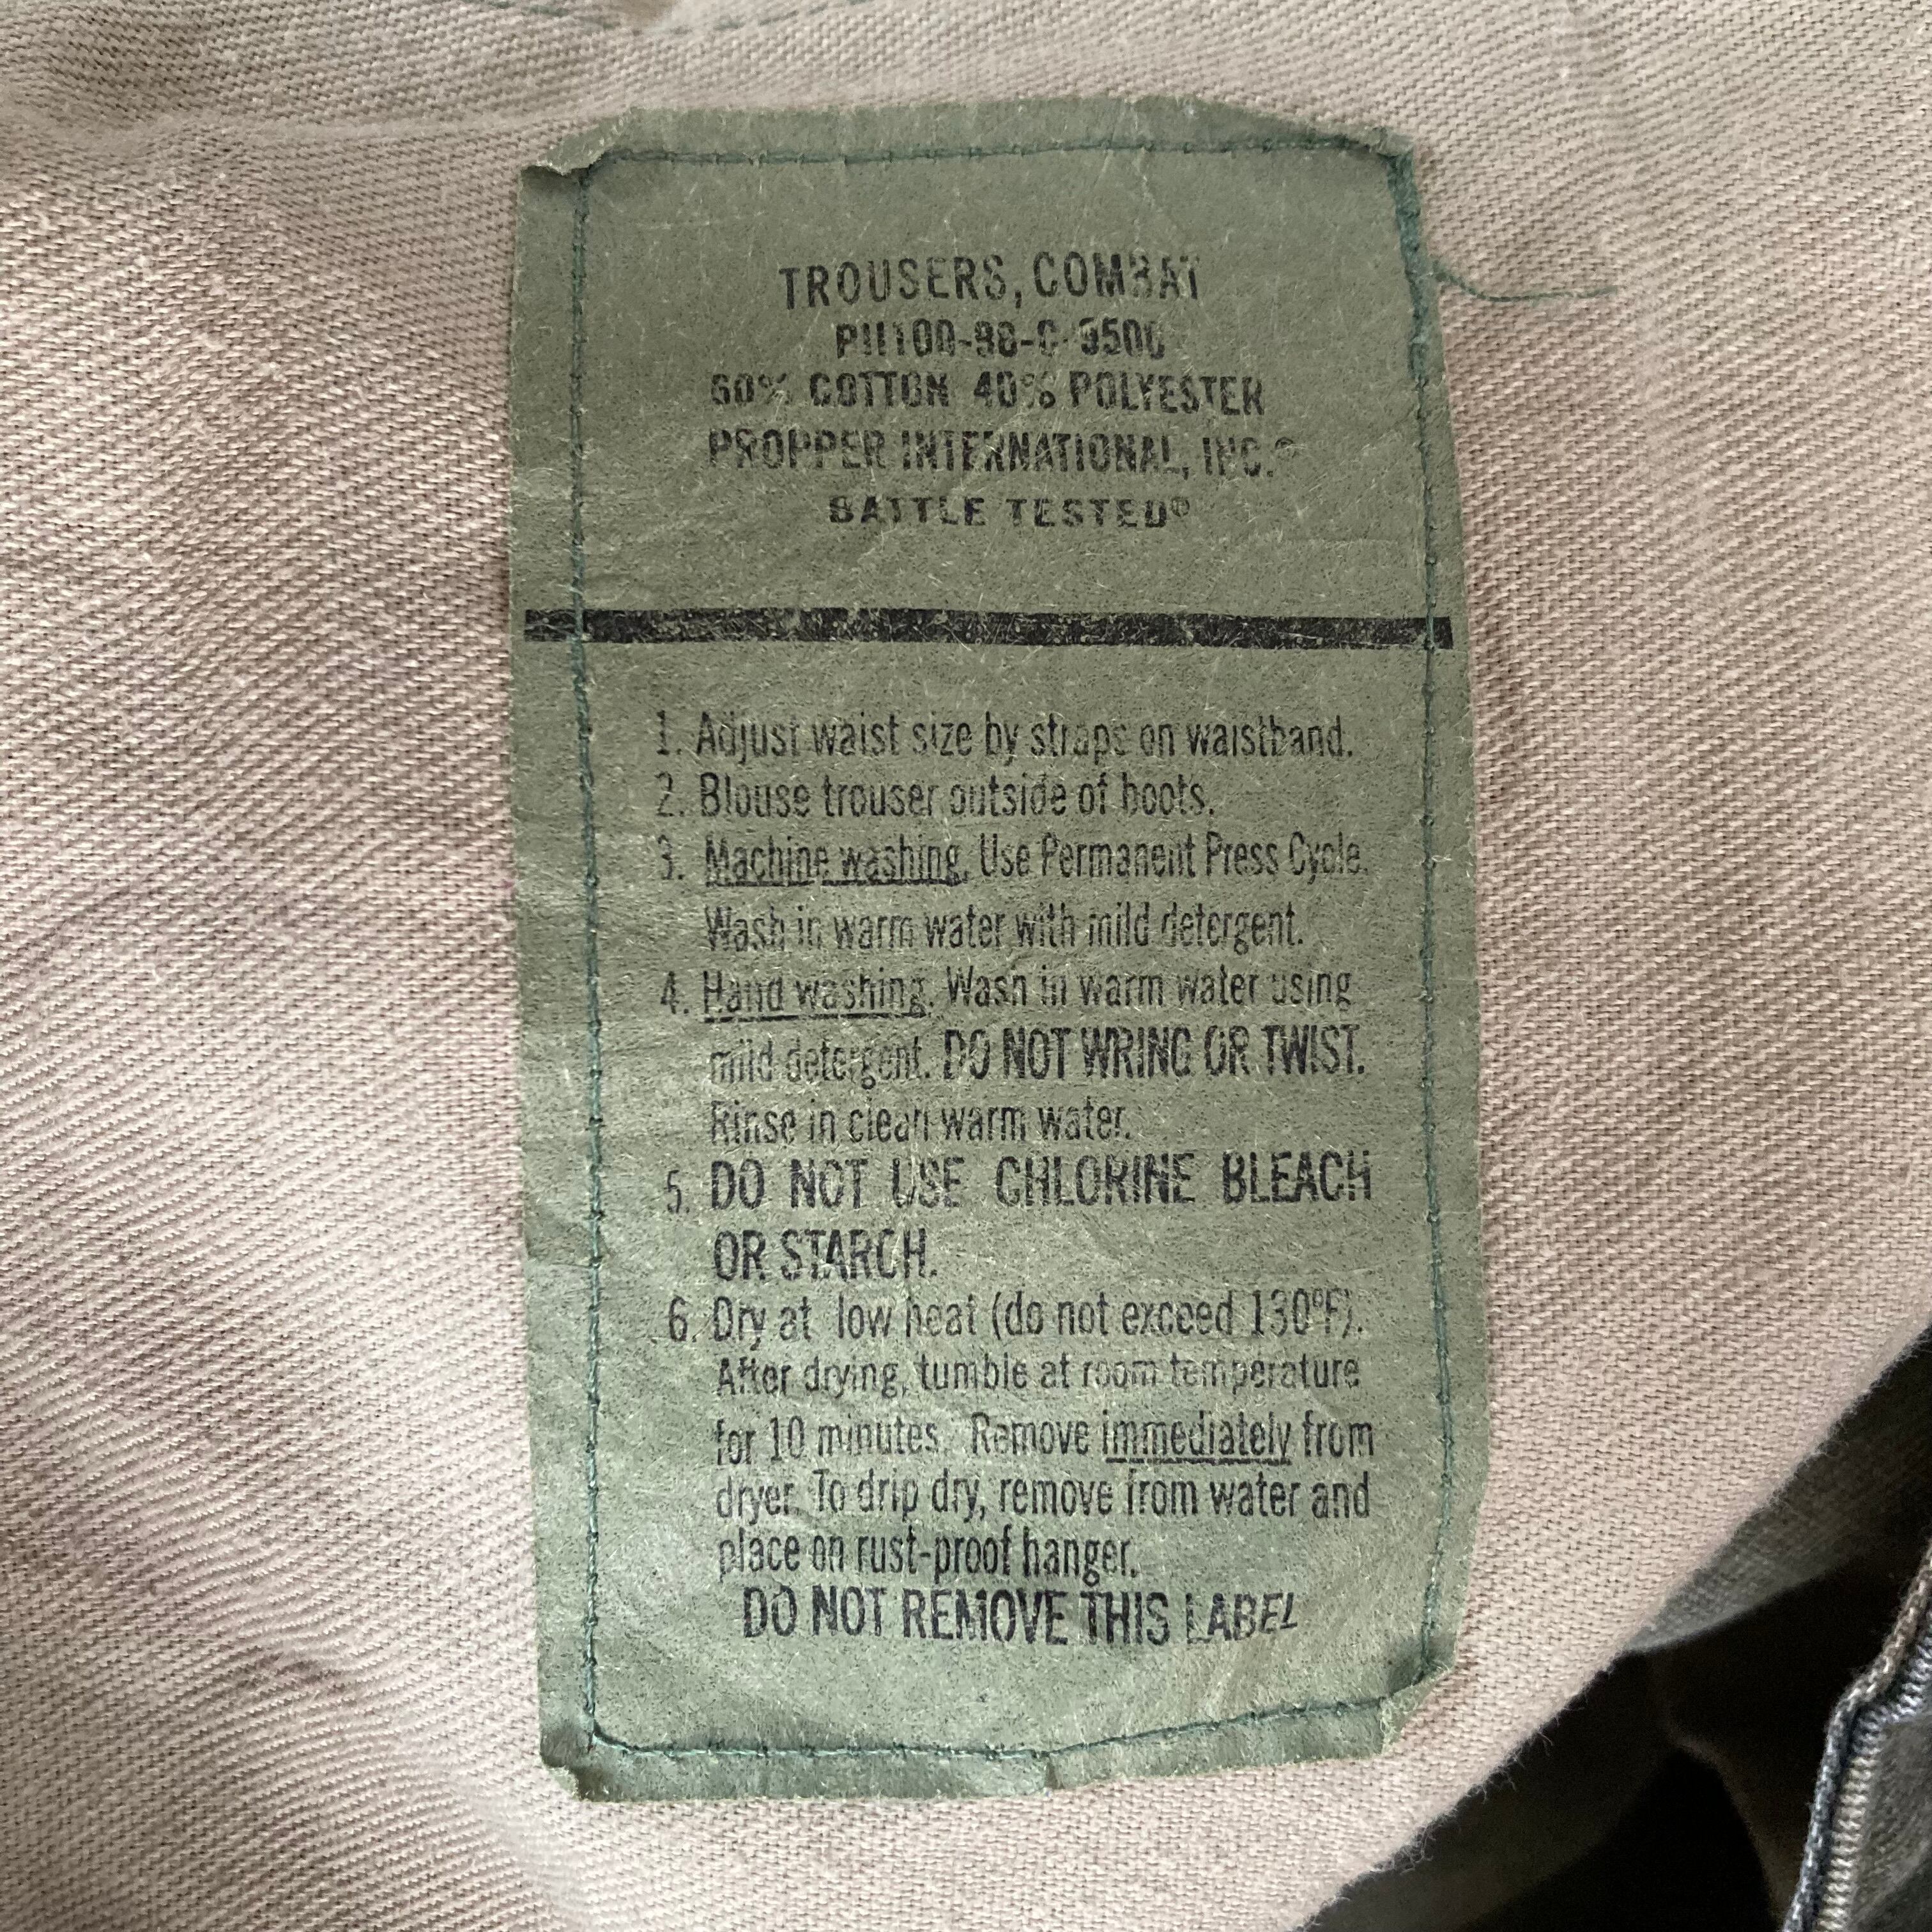 TROUSERS, COMBAT
60% COTTON 40% POLYESTER
PROPPER INTERNATIONAL, INC.®
BATTLE TESTED®
1. Adjust waist size by straps on waistband.
2. Blouse trouser outside of boots.
3. Machine washing. Use Permanent Press Cycle.
Wash in warm water with mild detergent.
4. Hand washing. Wash in warm water using
mild detergent. DO NOT WRING OR TWIST.
Rinse in clean warm water.
5. DO NOT USE CHLORINE BLEACH
OR STARCH.
6. Dry at low heat (do not exceed 130°F).
After drying, tumble at room temperature
for 10 minutes. Remove immediately from
dryer. To drip dry, remove from water and
place on rust-proof hanger.
DO NOT REMOVE THIS LABEL